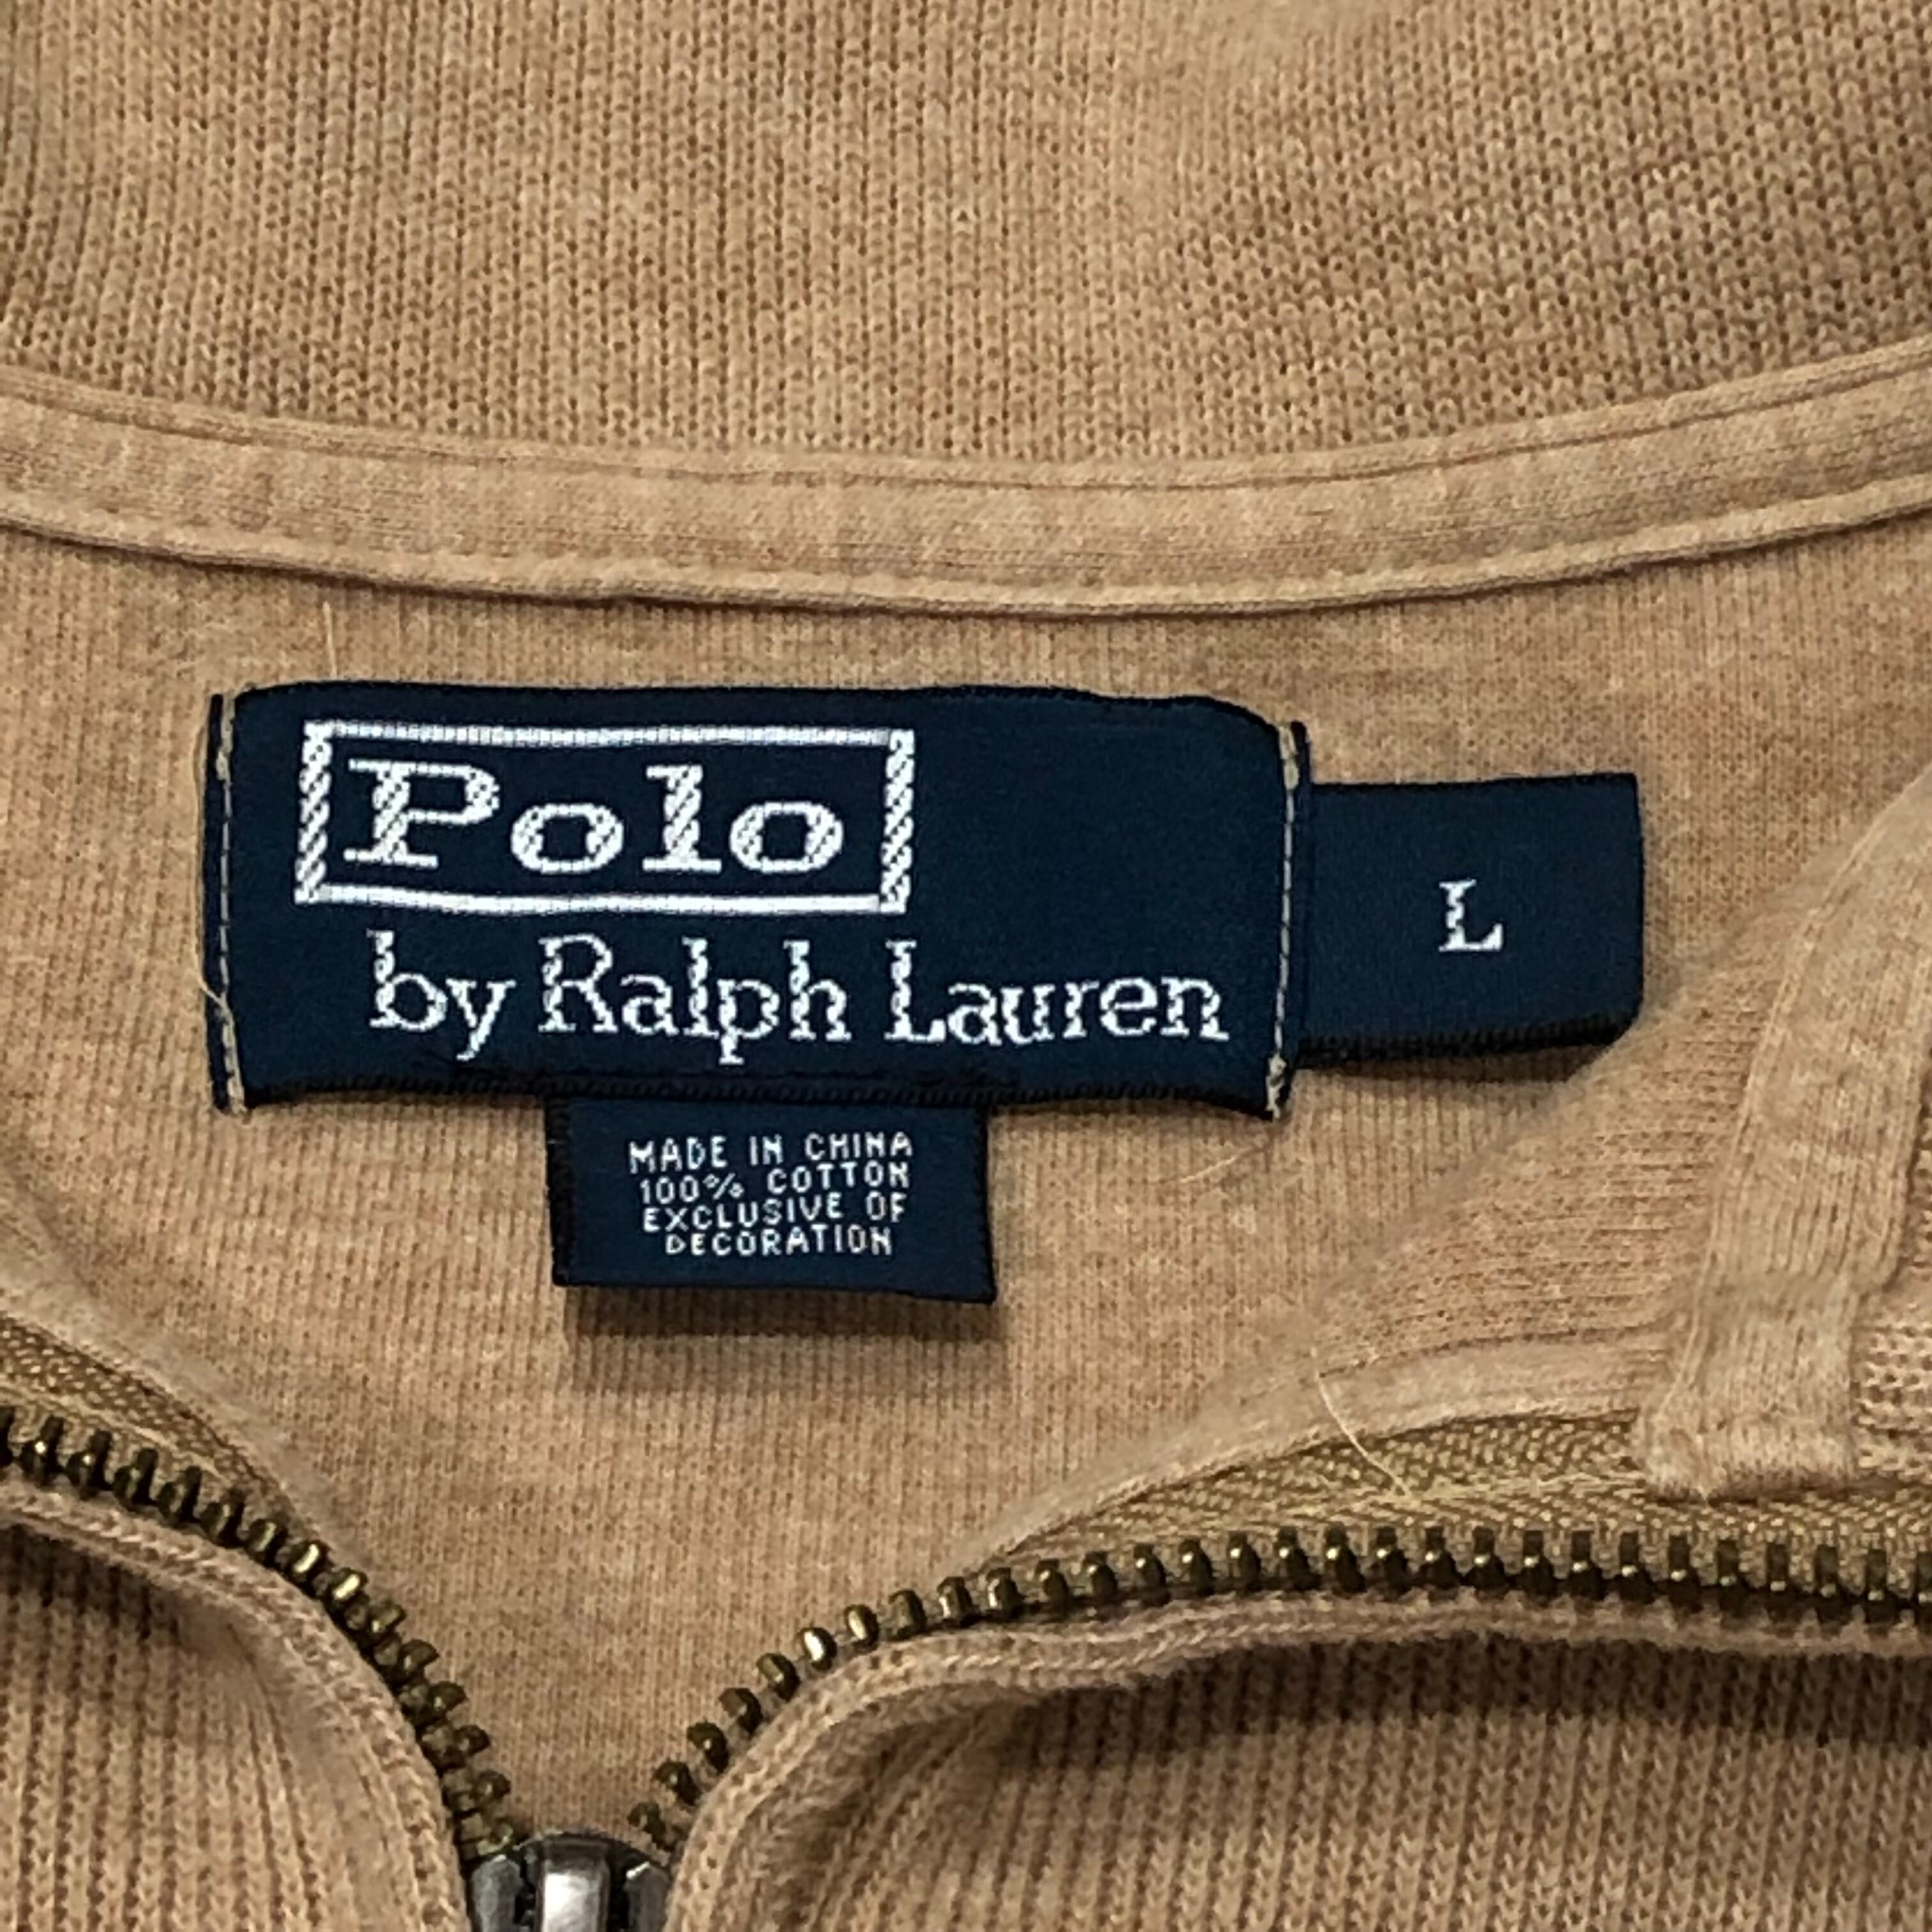 Polo
by Ralph Lauren
L
MADE IN CHINA
100% COTTON
EXCLUSIVE OF
DECORATION